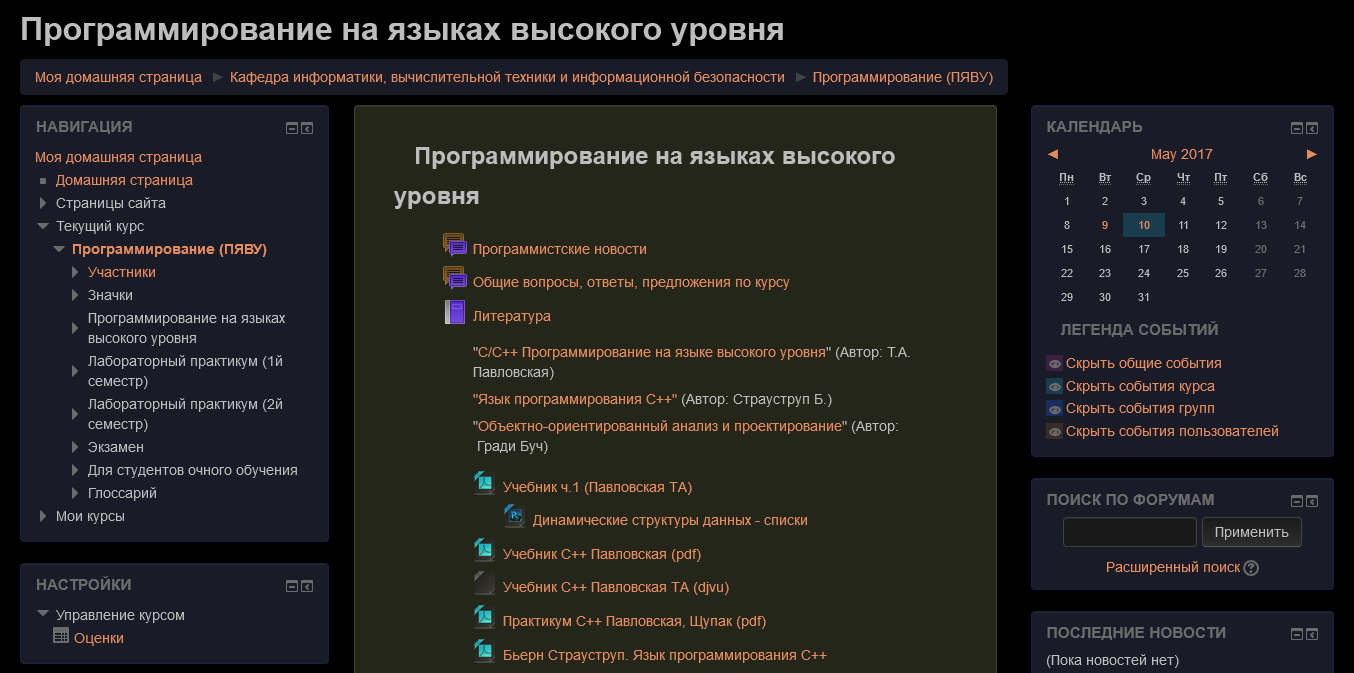 Программирование на языках высокого уровня
Моя домашняя страница ► Кафедра информатики, вычислительной техники и информационной безопасности ► Программирование (ПЯВУ)
НАВИГАЦИЯ
Моя домашняя страница
Домашняя страница
Страницы сайта
Текущий курс
Программирование (ПЯВУ)
Участники
Значки
Программирование на языках
высокого уровня
Лабораторный практикум (1й
семестр)
Лабораторный практикум (2й
семестр)
Экзамен
Для студентов очного обучения
Глоссарий
Мои курсы
НАСТРОЙКИ
Управление курсом
Оценки
Программирование на языках высокого
уровня
Программистские новости
Общие вопросы, ответы, предложения по курсу
Литература
"С/С++ Программирование на языке высокого уровня" (Автор: Т.А.
Павловская)
"Язык программирования С++" (Автор: Страуструп Б.)
"Объектно-ориентированный анализ и проектирование" (Автор:
Гради Буч)
Учебник ч.1 (Павловская ТА)
Динамические структуры данных - списки
Учебник С++ Павловская (pdf)
Учебник С++ Павловская ТА (djvu)
Практикум С++ Павловская, Щупак (pdf)
Бьерн Страуструп. Язык программирования С++
КАЛЕНДАРЬ
◄ May 2017 ►
Пн Вт Ср Чт Пт Сб Вс
1 2 3 4 5 6 7
8 9 10 11 12 13 14
15 16 17 18 19 20 21
22 23 24 25 26 27 28
29 30 31
ЛЕГЕНДА СОБЫТИЙ
Скрыть общие события
Скрыть события курса
Скрыть события групп
Скрыть события пользователей
ПОИСК ПО ФОРУМАМ
Применить
Расширенный поиск
ПОСЛЕДНИЕ НОВОСТИ
(Пока новостей нет)